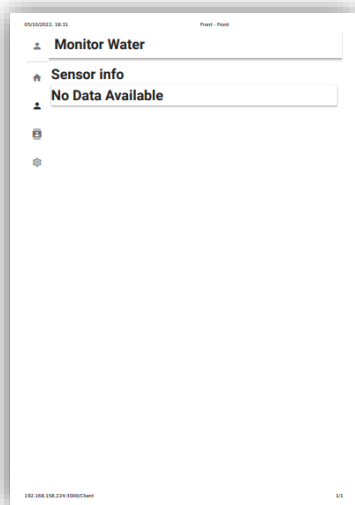 05/10/2022, 18:31 Front - Front
Monitor Water
Sensor info
No Data Available
192.168.158.224:3000/Client 1/1